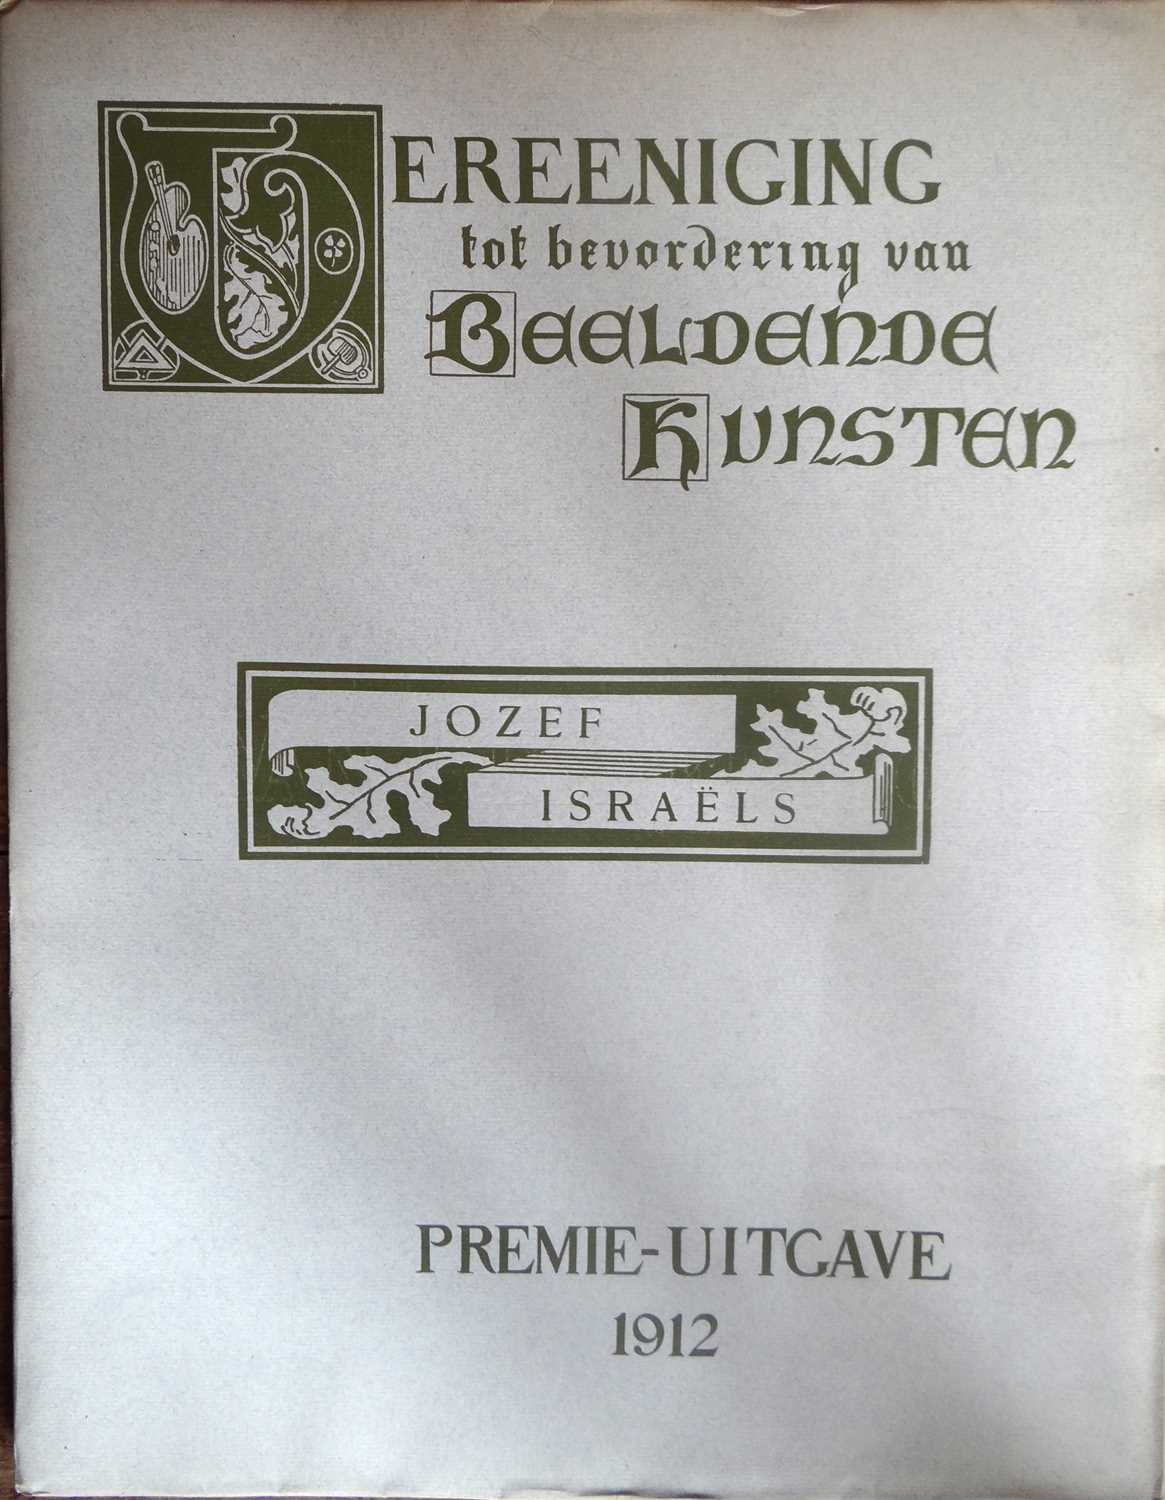 VEREENIGING
tot bevordering van
BEELDENDE
KUNSTEN
JOZEF
ISRAËLS
PREMIE-UITGAVE
1912